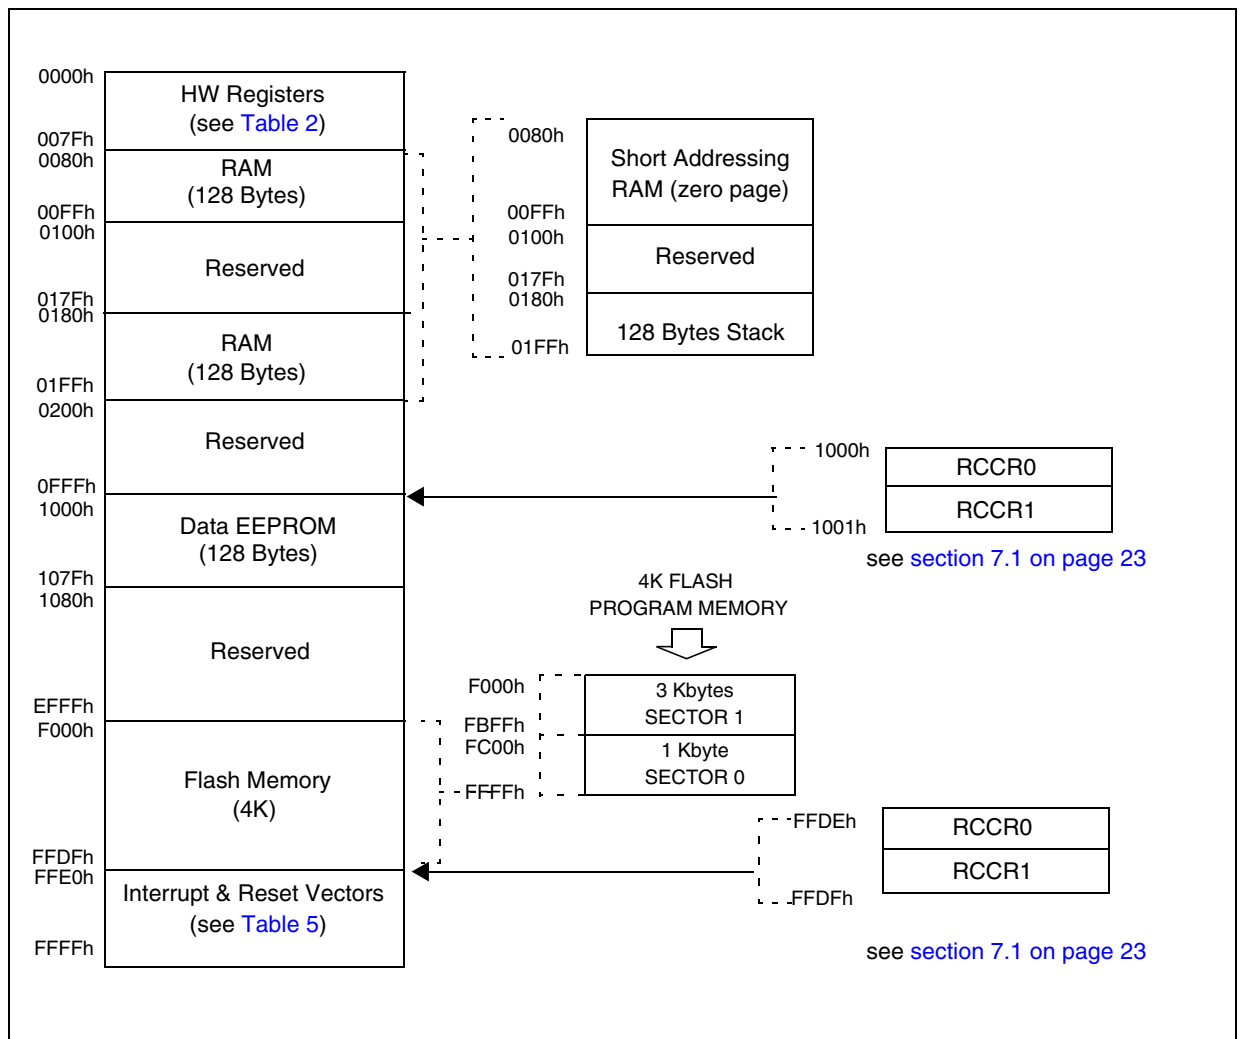 0000h
HW Registers
(see Table 2)
007Fh
0080h
RAM
(128 Bytes)
00FFh
0100h
Reserved
017Fh
0180h
RAM
(128 Bytes)
01FFh
0200h
Reserved
0FFFh
1000h
Data EEPROM
(128 Bytes)
107Fh
1080h
Reserved
EFFFh
F000h
Flash Memory
(4K)
FFDFh
FFE0h
Interrupt & Reset Vectors
(see Table 5)
FFFFh
0080h
Short Addressing
RAM (zero page)
00FFh
0100h
Reserved
017Fh
0180h
128 Bytes Stack
01FFh
1000h
RCCR0
RCCR1
1001h
see section 7.1 on page 23
4K FLASH
PROGRAM MEMORY
F000h
3 Kbytes
SECTOR 1
FBFFh
FC00h
1 Kbyte
SECTOR 0
FFFFh
FFDEh
RCCR0
RCCR1
FFDFh
see section 7.1 on page 23